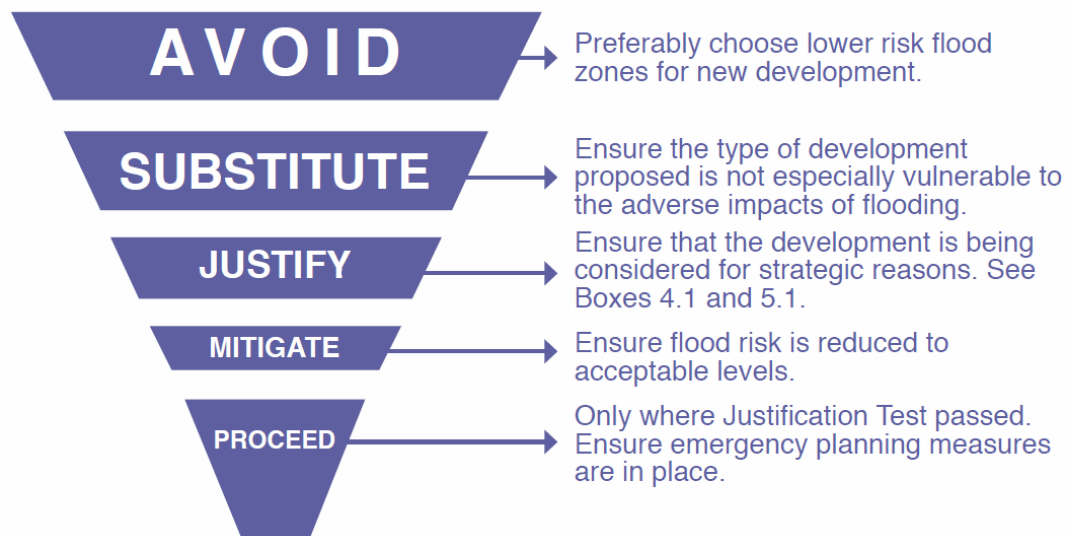 AVOID
Preferably choose lower risk flood
zones for new development.
SUBSTITUTE
Ensure the type of development
proposed is not especially vulnerable to
the adverse impacts of flooding.
JUSTIFY
Ensure that the development is being
considered for strategic reasons. See
Boxes 4.1 and 5.1.
MITIGATE
Ensure flood risk is reduced to
acceptable levels.
PROCEED
Only where Justification Test passed.
Ensure emergency planning measures
are in place.